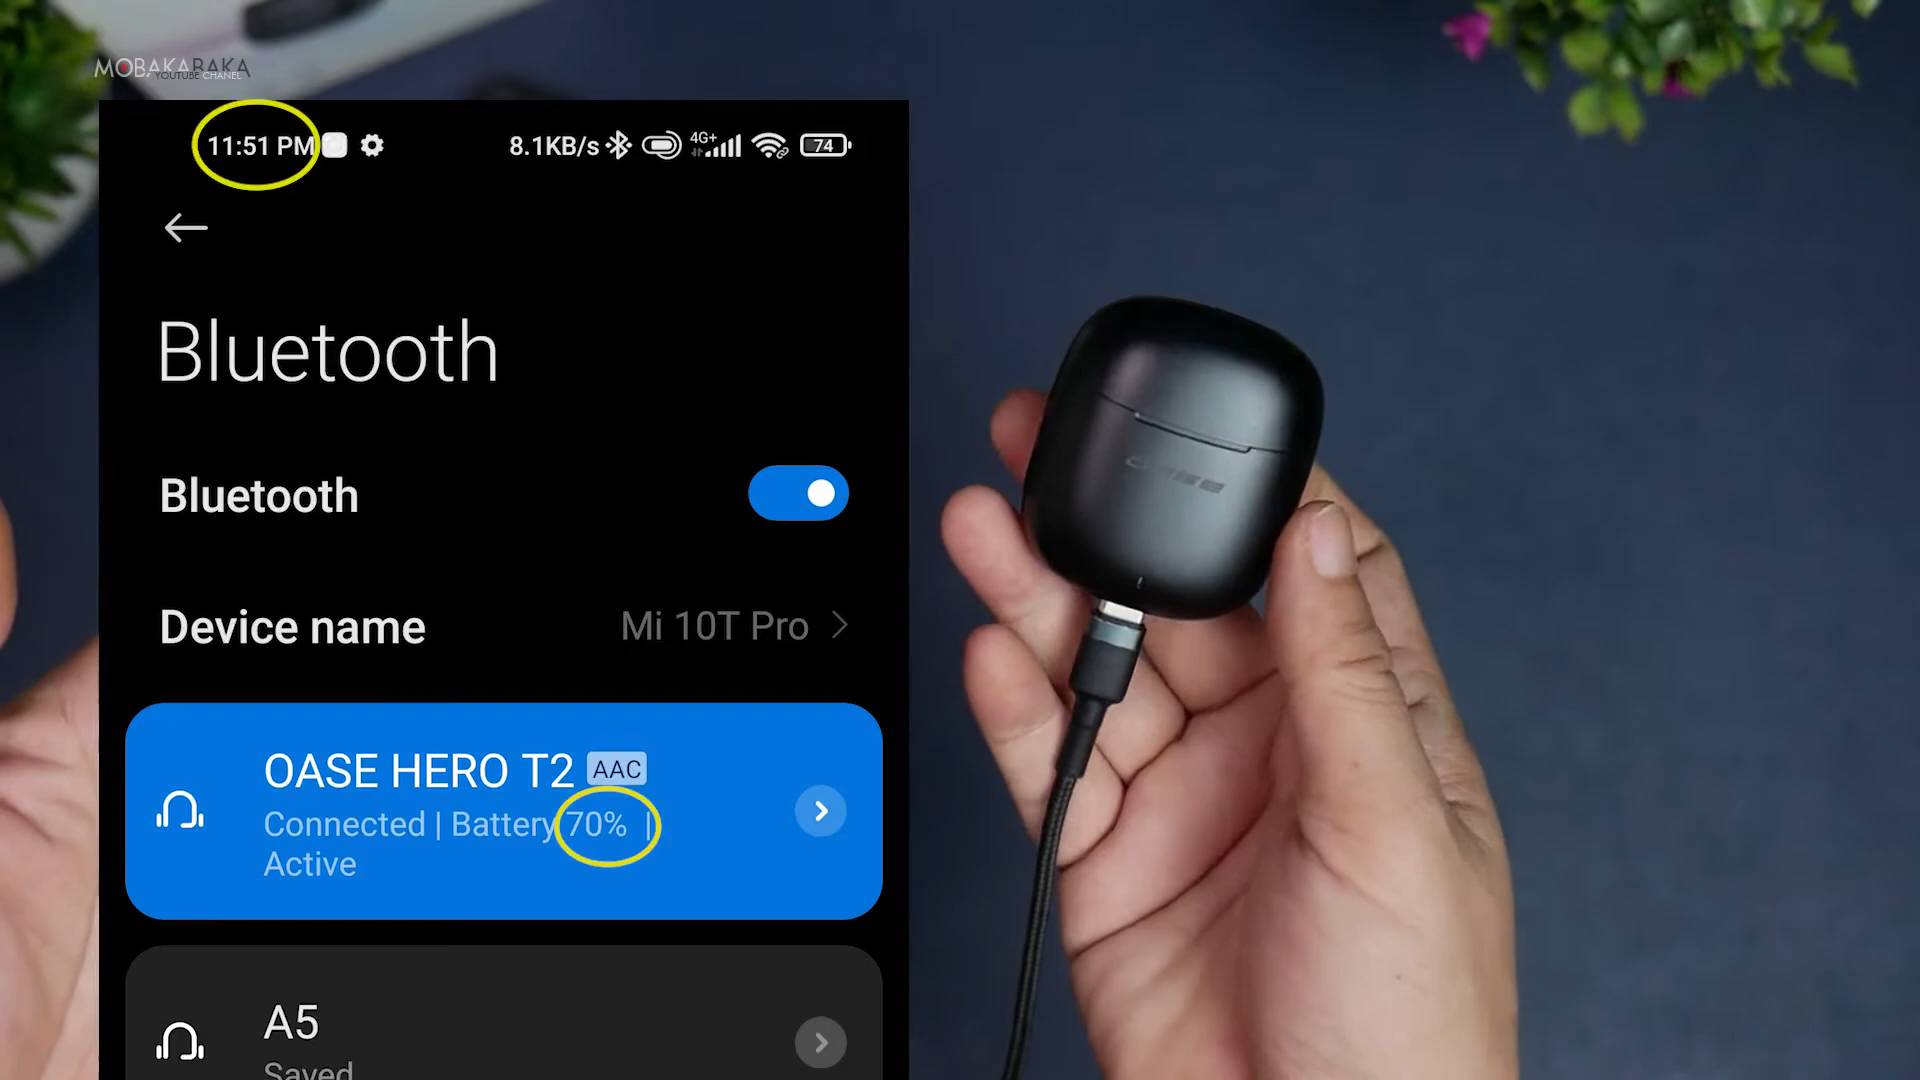 MOBAKABAKA
YOUTUBE CHANEL
11:51 PM
8.1KB/s
4G+
74
Bluetooth
Bluetooth
Device name
Mi 10T Pro
OASE HERO T2 AAC
Connected | Battery 70% |
Active
A5
Saved